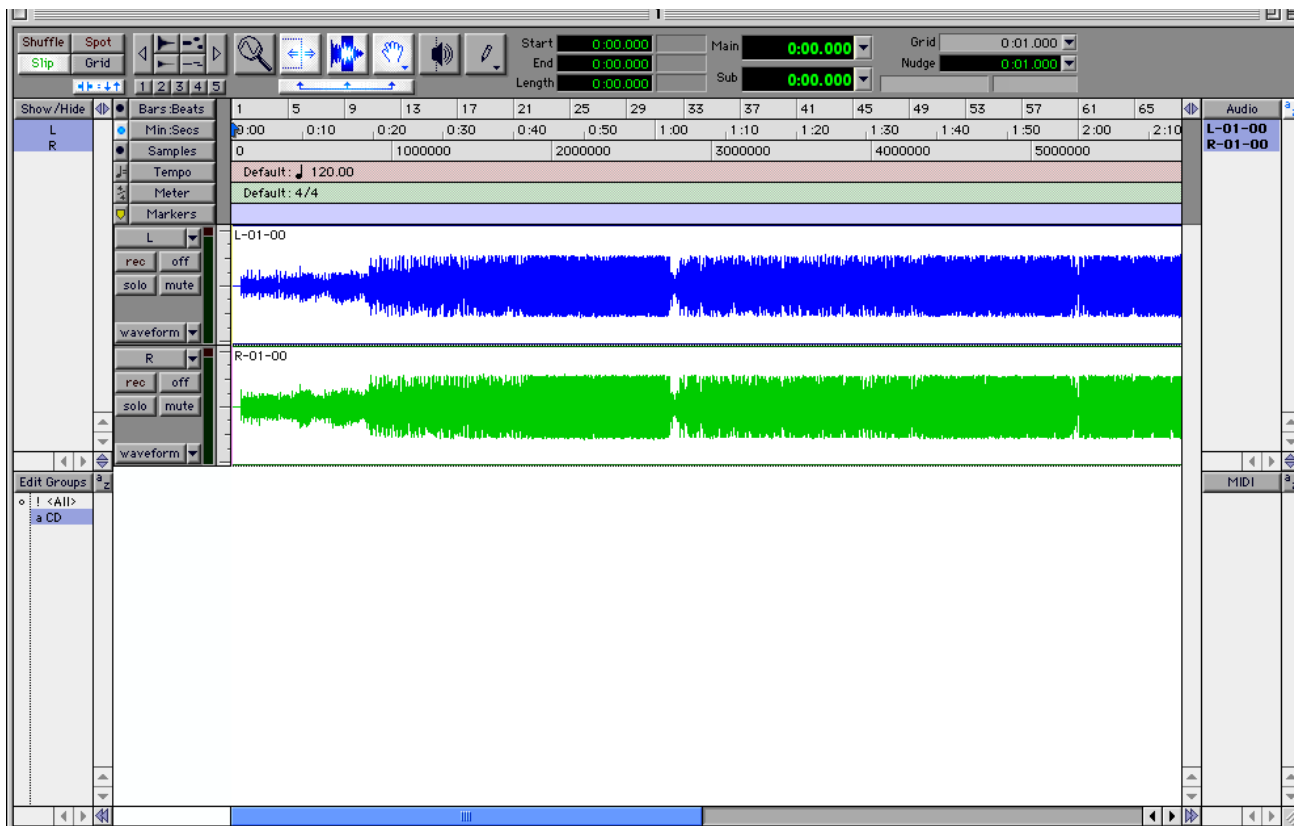 1
Shuffle Spot
Slip Grid
1 2 3 4 5
Start 0:00.000
End 0:00.000
Length 0:00.000
Main 0:00.000
Sub 0:00.000
Grid 0:01.000
Nudge 0:01.000
Show/Hide
L
R
Bars:Beats 1 5 9 13 17 21 25 29 33 37 41 45 49 53 57 61 65
Min:Secs 0:00 0:10 0:20 0:30 0:40 0:50 1:00 1:10 1:20 1:30 1:40 1:50 2:00 2:10
Samples 0 1000000 2000000 3000000 4000000 5000000
Tempo Default: ♩ 120.00
Meter Default: 4/4
Markers
Audio a
L-01-00
R-01-00
L L-01-00
rec off
solo mute
waveform
R R-01-00
rec off
solo mute
waveform
Edit Groups a z
! <All>
a CD
MIDI a